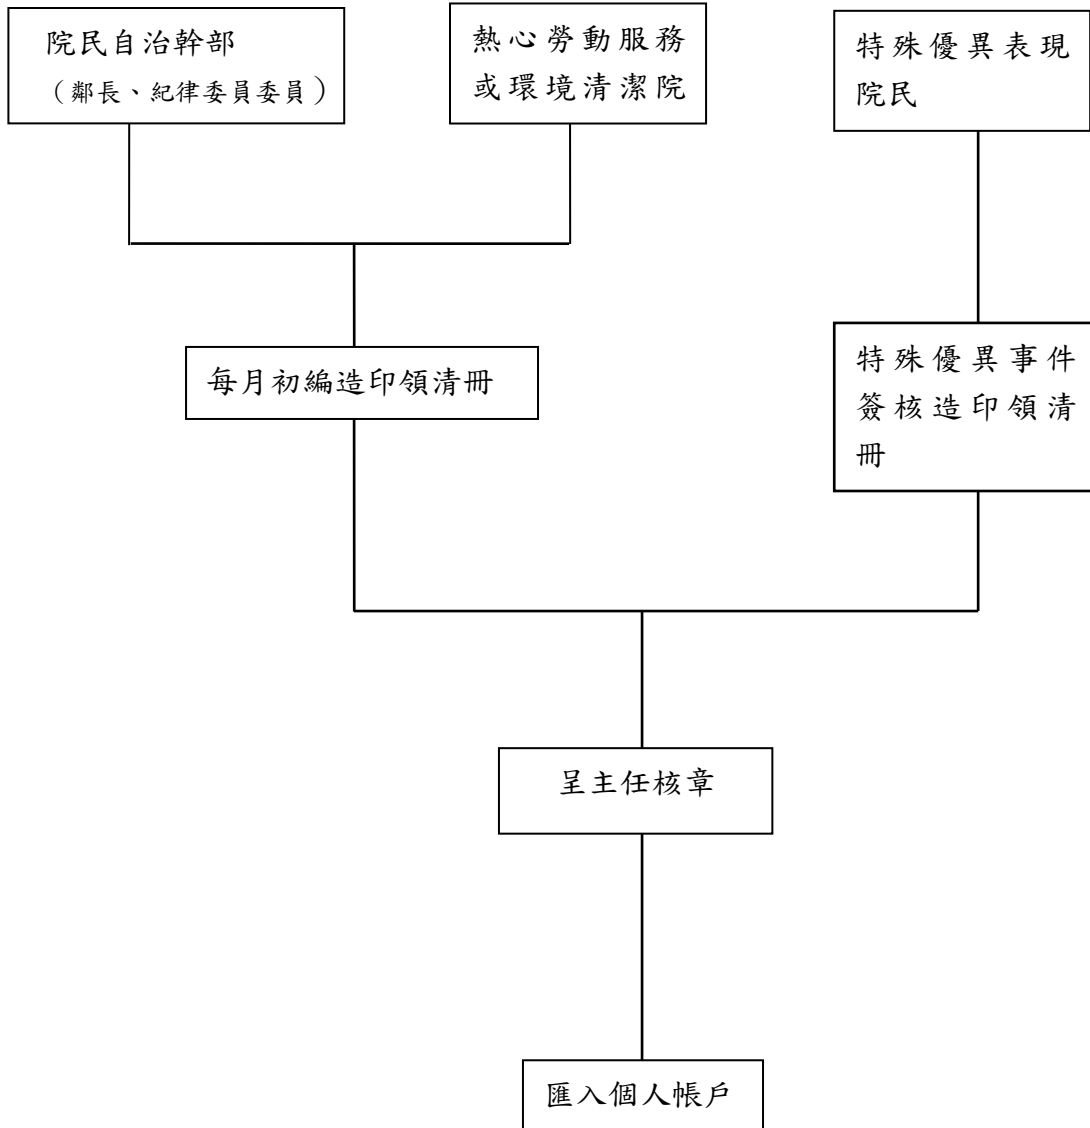 院民自治幹部
（鄰長、紀律委員委員）
熱心勞動服務
或環境清潔院
特殊優異表現
院民
每月初編造印領清冊
特殊優異事件
簽核造印領清
冊
呈主任核章
匯入個人帳戶